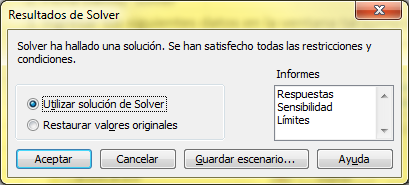 Resultados de Solver
Solver ha hallado una solución. Se han satisfecho todas las restricciones y
condiciones.
Informes
Utilizar solución de Solver
Restaurar valores originales
Respuestas
Sensibilidad
Límites
Aceptar
Cancelar
Guardar escenario...
Ayuda